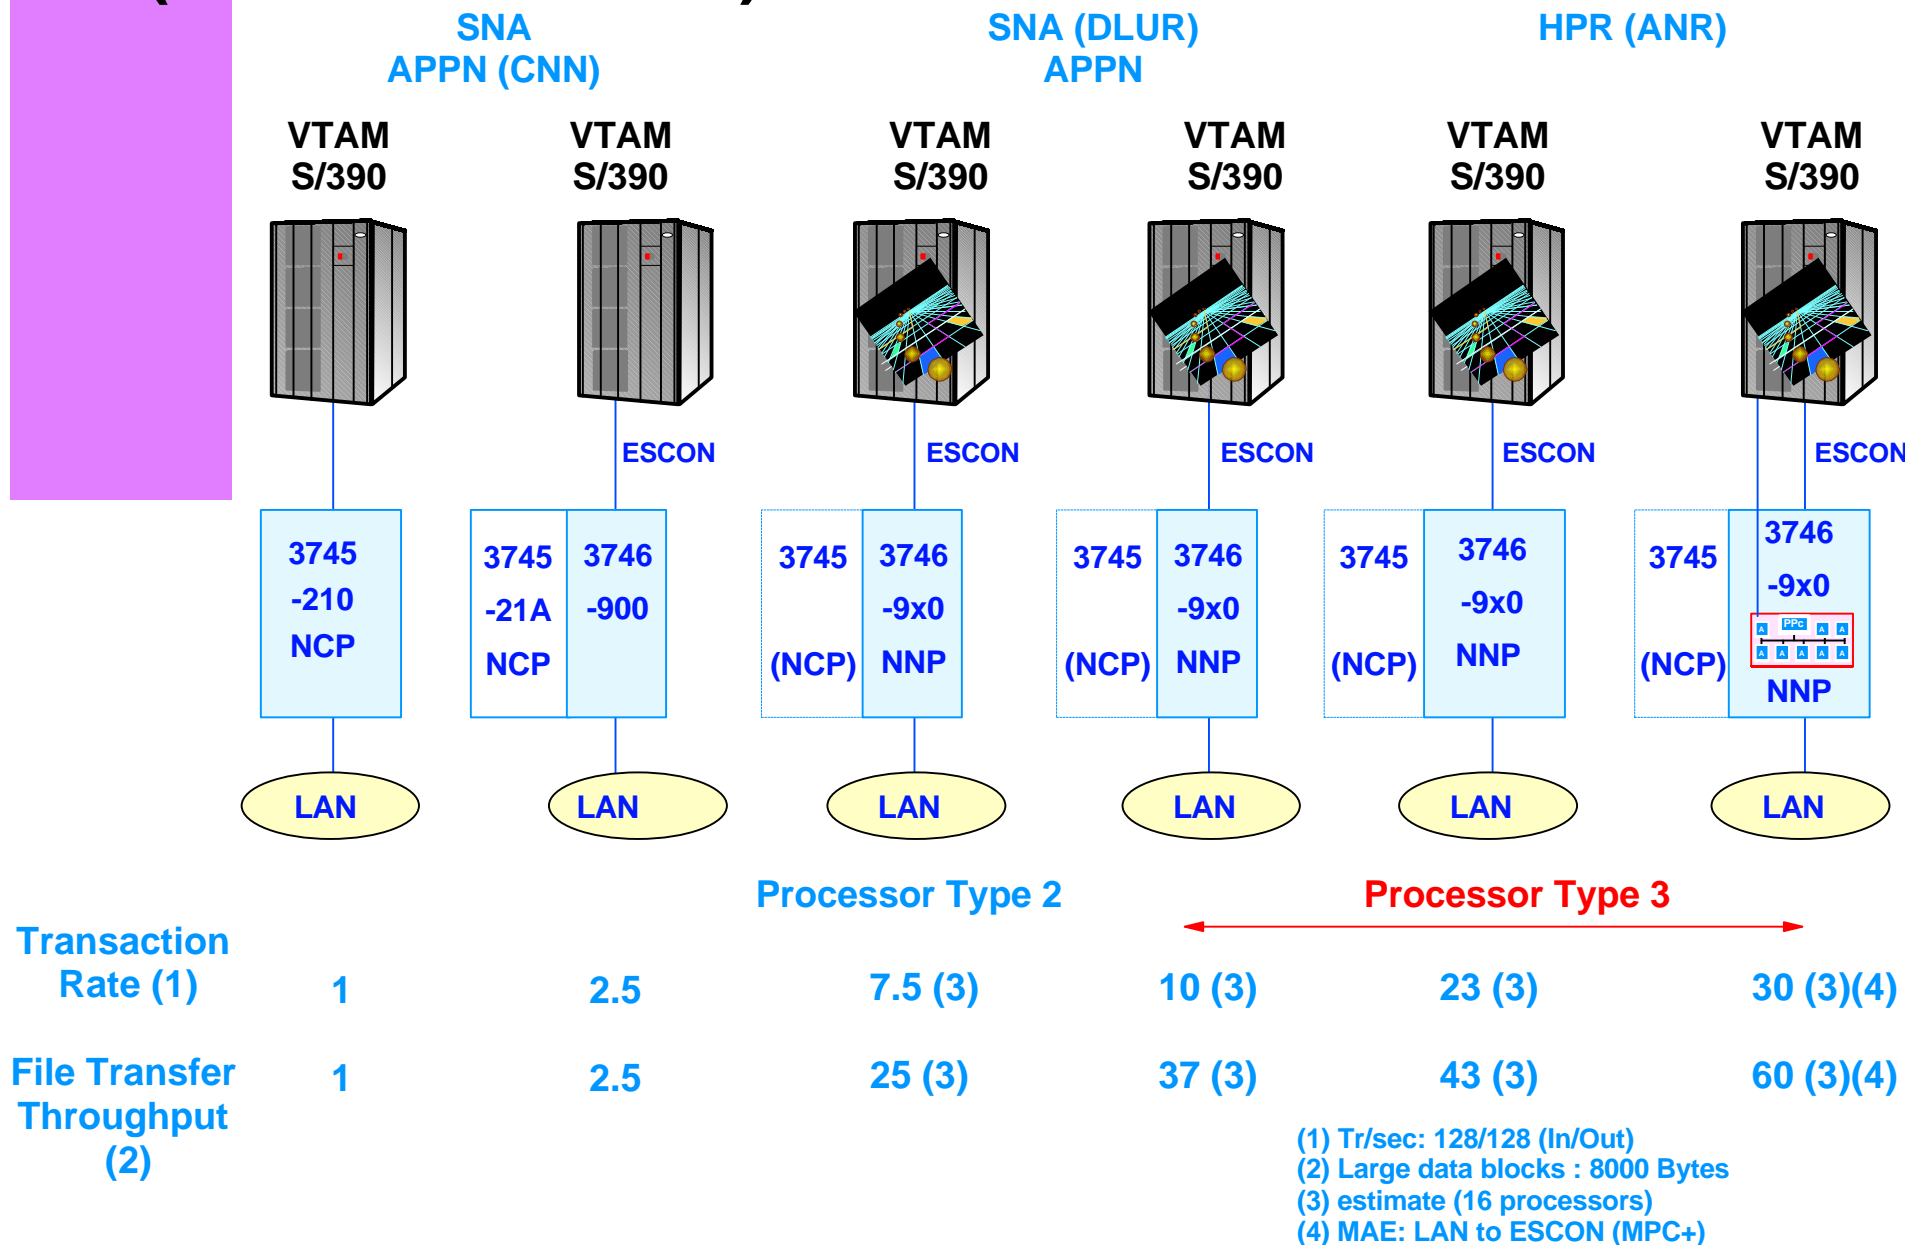 SNA
APPN (CNN)
SNA (DLUR)
APPN
HPR (ANR)
VTAM
S/390
VTAM
S/390
VTAM
S/390
VTAM
S/390
VTAM
S/390
VTAM
S/390
ESCON
ESCON
ESCON
ESCON
ESCON
3745
-210
NCP
3745
-21A
NCP
3746
-900
3745
(NCP)
3746
-9x0
NNP
3745
(NCP)
3746
-9x0
NNP
3745
(NCP)
3746
-9x0
NNP
3745
(NCP)
3746
-9x0
A PPc A A
A A A A A
NNP
LAN
LAN
LAN
LAN
LAN
LAN
Processor Type 2
Processor Type 3
Transaction
Rate (1)
1
2.5
7.5 (3)
10 (3)
23 (3)
30 (3)(4)
File Transfer
Throughput
(2)
1
2.5
25 (3)
37 (3)
43 (3)
60 (3)(4)
(1) Tr/sec: 128/128 (In/Out)
(2) Large data blocks : 8000 Bytes
(3) estimate (16 processors)
(4) MAE: LAN to ESCON (MPC+)